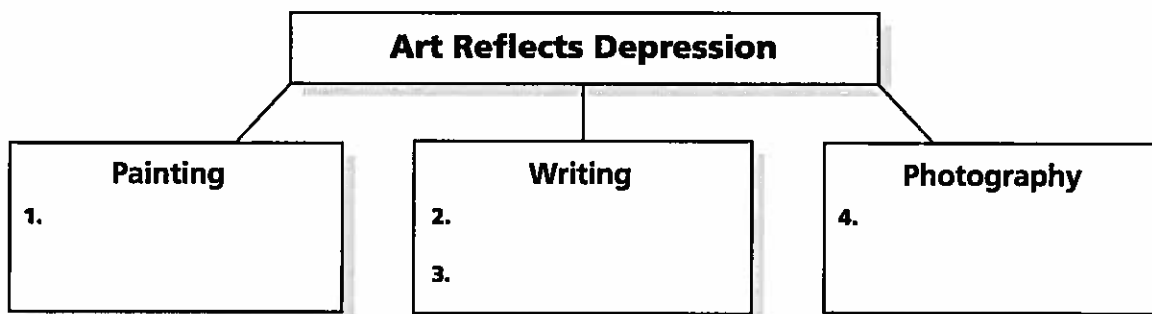 Art Reflects Depression
Painting
1.
Writing
2.
3.
Photography
4.